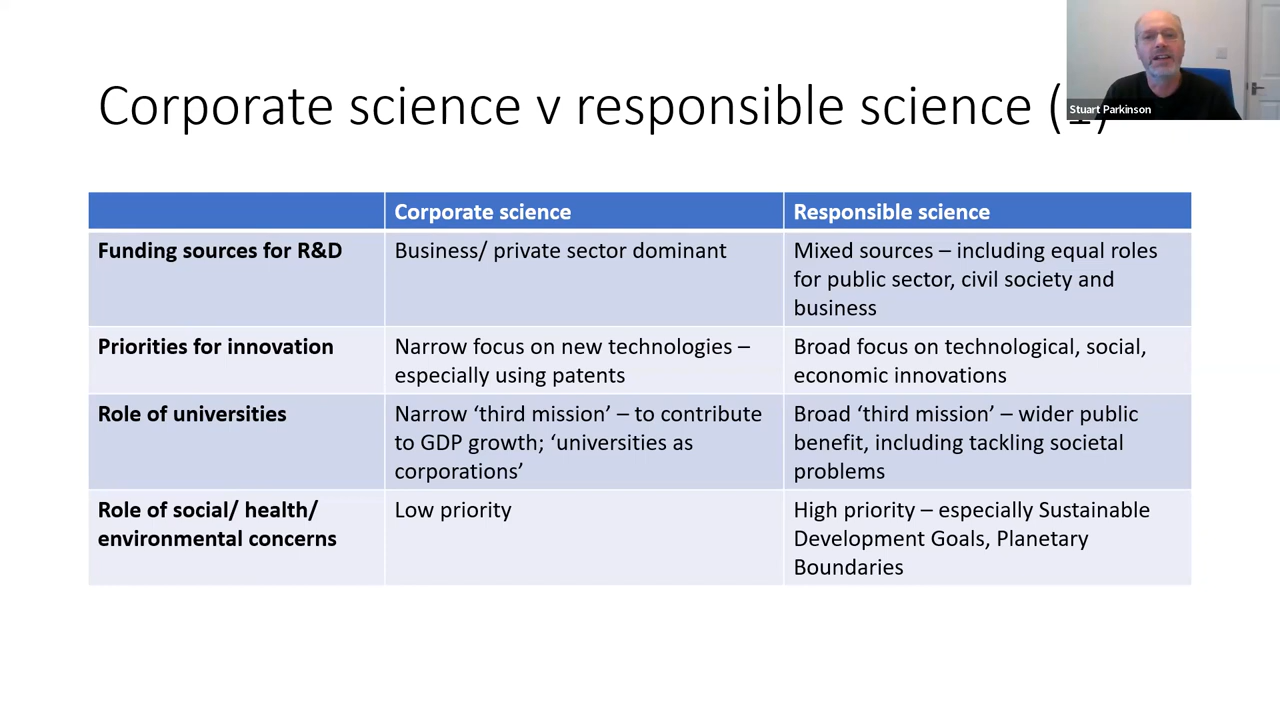 Corporate science v responsible science (1)
Stuart Parkinson
Corporate science
Responsible science
Funding sources for R&D
Business/ private sector dominant
Mixed sources – including equal roles
for public sector, civil society and
business
Priorities for innovation
Narrow focus on new technologies –
especially using patents
Broad focus on technological, social,
economic innovations
Role of universities
Narrow ‘third mission’ – to contribute
to GDP growth; ‘universities as
corporations’
Broad ‘third mission’ – wider public
benefit, including tackling societal
problems
Role of social/ health/
environmental concerns
Low priority
High priority – especially Sustainable
Development Goals, Planetary
Boundaries